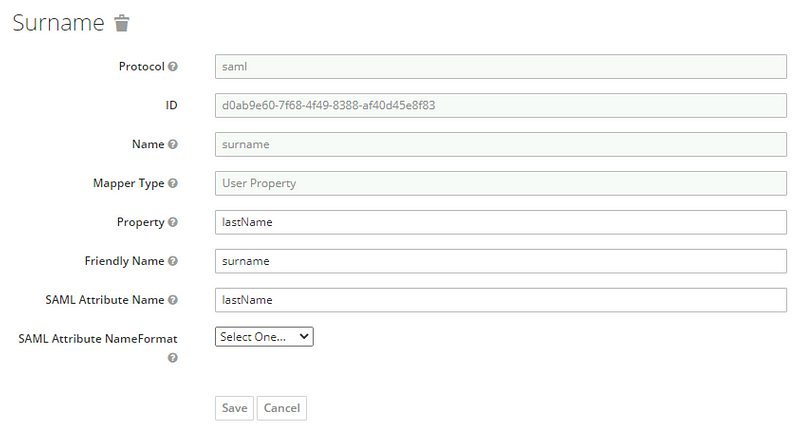 Surname
Protocol saml
ID d0ab9e60-7f68-4f49-8388-af40d45e8f83
Name surname
Mapper Type User Property
Property lastName
Friendly Name surname
SAML Attribute Name lastName
SAML Attribute NameFormat Select One...
Save Cancel